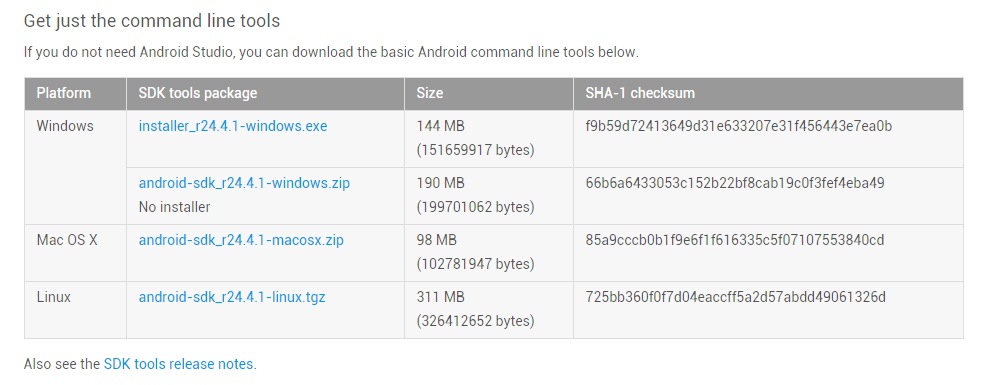 Get just the command line tools
If you do not need Android Studio, you can download the basic Android command line tools below.
Platform SDK tools package Size SHA-1 checksum
Windows installer_r24.4.1-windows.exe 144 MB f9b59d72413649d31e633207e31f456443e7ea0b
(151659917 bytes)
android-sdk_r24.4.1-windows.zip 190 MB 66b6a6433053c152b22bf8cab19c0f3fef4eba49
No installer (199701062 bytes)
Mac OS X android-sdk_r24.4.1-macosx.zip 98 MB 85a9cccb0b1f9e6f1f616335c5f07107553840cd
(102781947 bytes)
Linux android-sdk_r24.4.1-linux.tgz 311 MB 725bb360f0f7d04eaccff5a2d57abdd49061326d
(326412652 bytes)
Also see the SDK tools release notes.